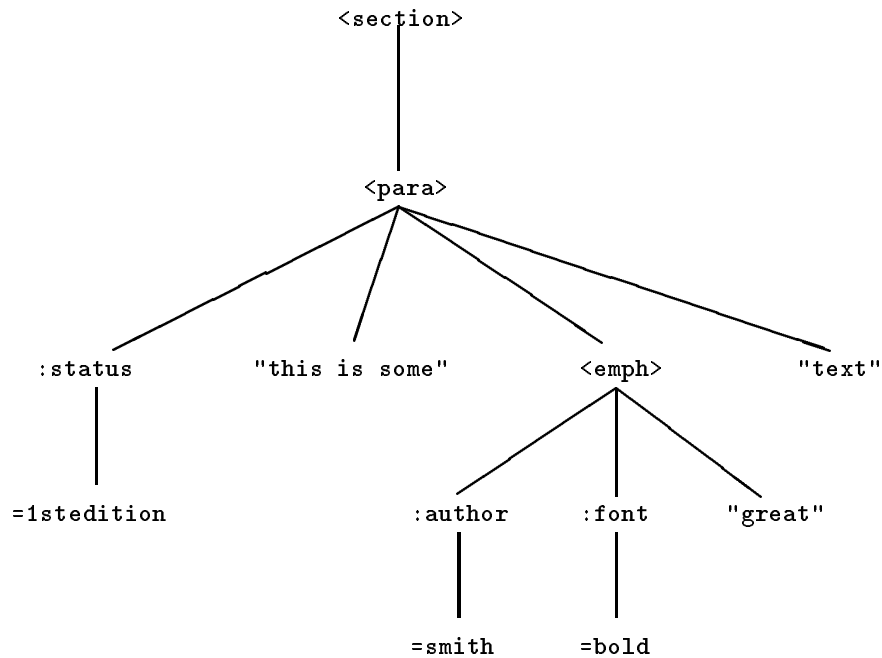 <section>
<para>
:status "this is some" <emph> "text"
=1stedition :author :font "great"
=smith =bold